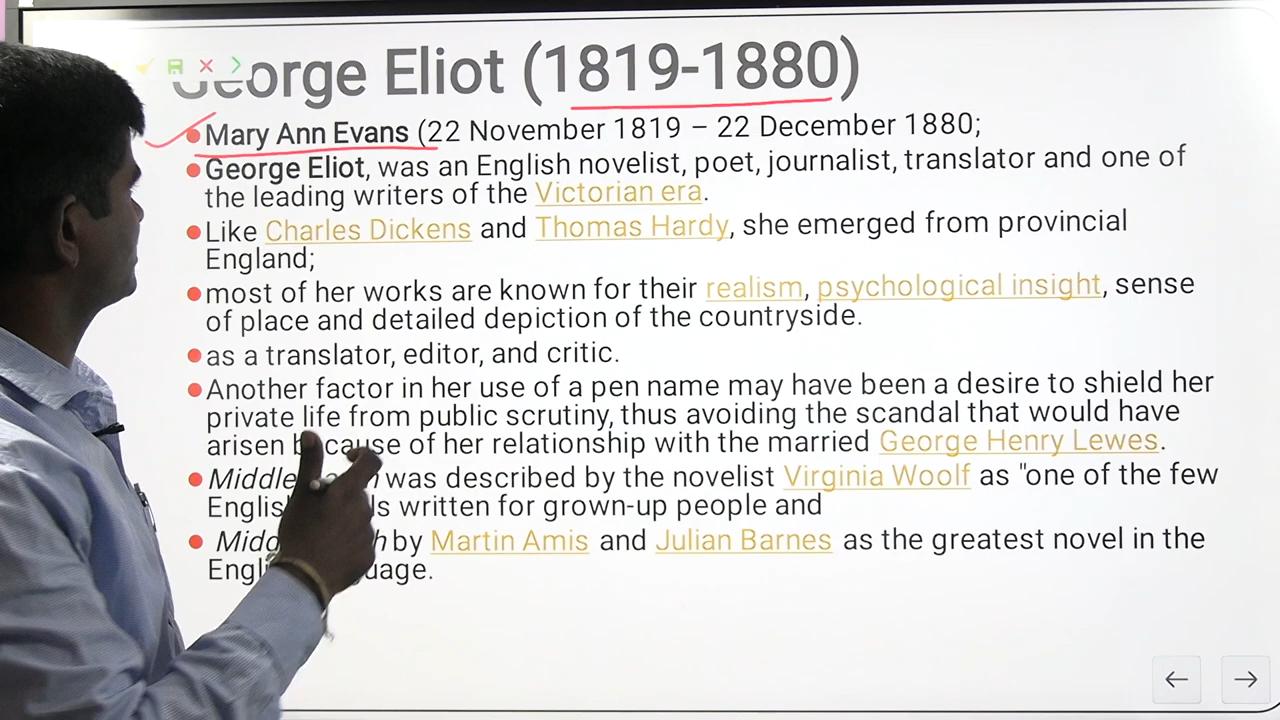 George Eliot (1819-1880)
Mary Ann Evans (22 November 1819 – 22 December 1880;
George Eliot, was an English novelist, poet, journalist, translator and one of
the leading writers of the Victorian era.
Like Charles Dickens and Thomas Hardy, she emerged from provincial
England;
most of her works are known for their realism, psychological insight, sense
of place and detailed depiction of the countryside.
as a translator, editor, and critic.
Another factor in her use of a pen name may have been a desire to shield her
private life from public scrutiny, thus avoiding the scandal that would have
arisen because of her relationship with the married George Henry Lewes.
was described by the novelist Virginia Woolf as "one of the few
written for grown-up people and
by Martin Amis and Julian Barnes as the greatest novel in the